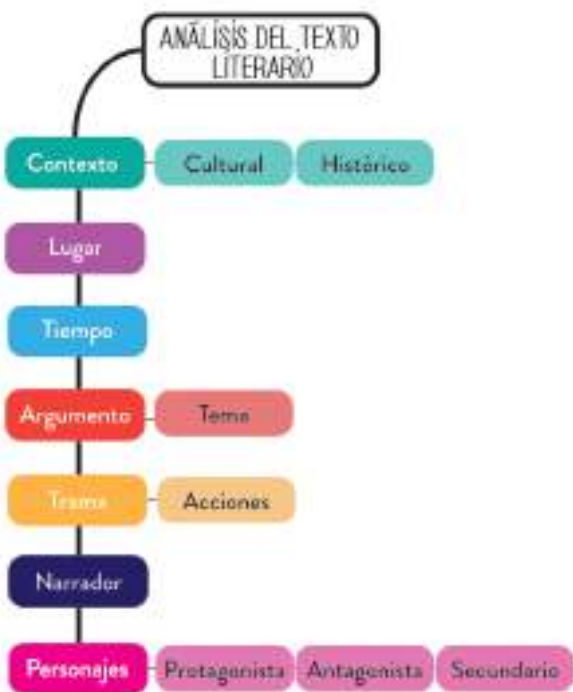 ANÁLISIS DEL TEXTO
LITERARIO
Contexto Cultural Histórico
Lugar
Tiempo
Argumento Tema
Trama Acciones
Narrador
Personajes Protagonista Antagonista Secundario